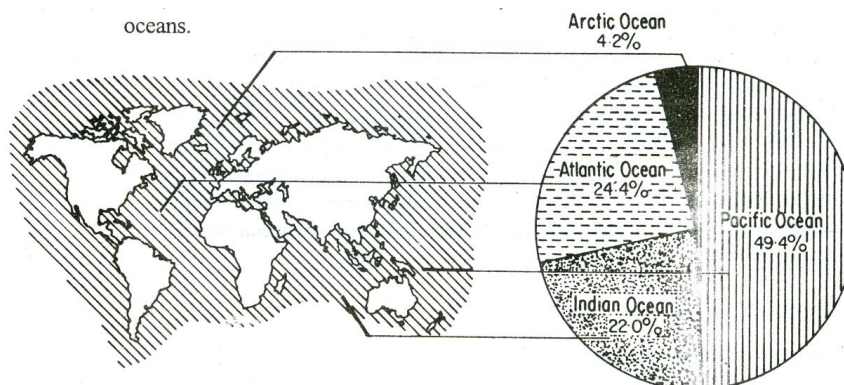 oceans.
Arctic Ocean
4·2%
Atlantic Ocean
24·4%
Pacific Ocean
49·4%
Indian Ocean
22·0%